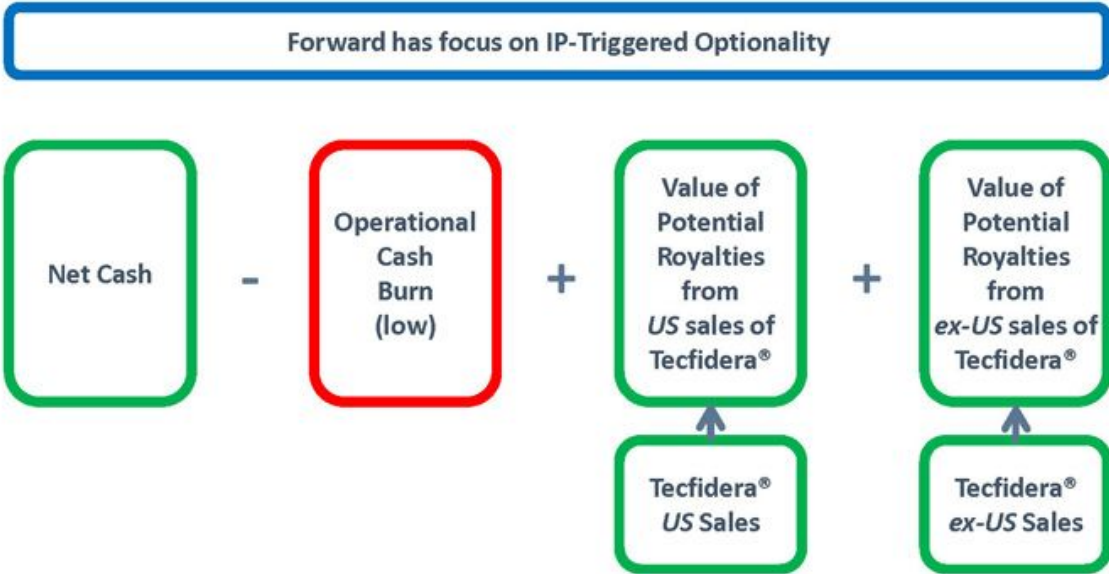 Forward has focus on IP-Triggered Optionality
Net Cash
-
Operational
Cash
Burn
(low)
+
Value of
Potential
Royalties
from
US sales of
Tecfidera®
+
Value of
Potential
Royalties
from
ex-US sales of
Tecfidera®
Tecfidera®
US Sales
Tecfidera®
ex-US Sales